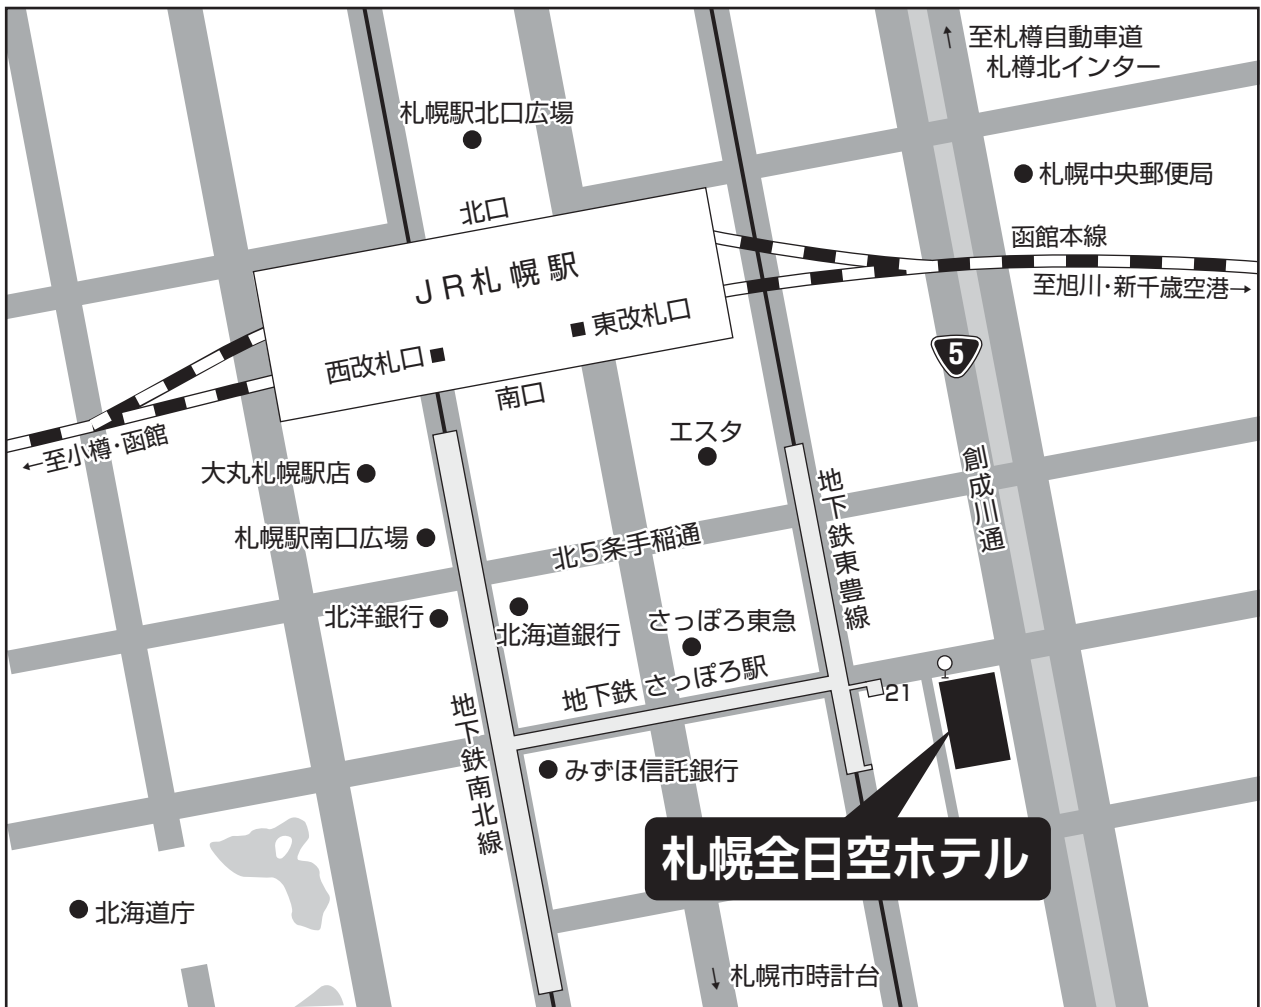 ↑ 至札樽自動車道
札樽北インター
札幌駅北口広場
札幌中央郵便局
北口
函館本線
JR札幌駅
至旭川・新千歳空港→
東改札口
西改札口
5
南口
←至小樽・函館
エスタ
大丸札幌駅店
創成川通
地下鉄東豊線
札幌駅南口広場
北5条手稲通
北洋銀行
北海道銀行
さっぽろ東急
地下鉄 さっぽろ駅
21
地下鉄南北線
みずほ信託銀行
札幌全日空ホテル
北海道庁
↓ 札幌市時計台